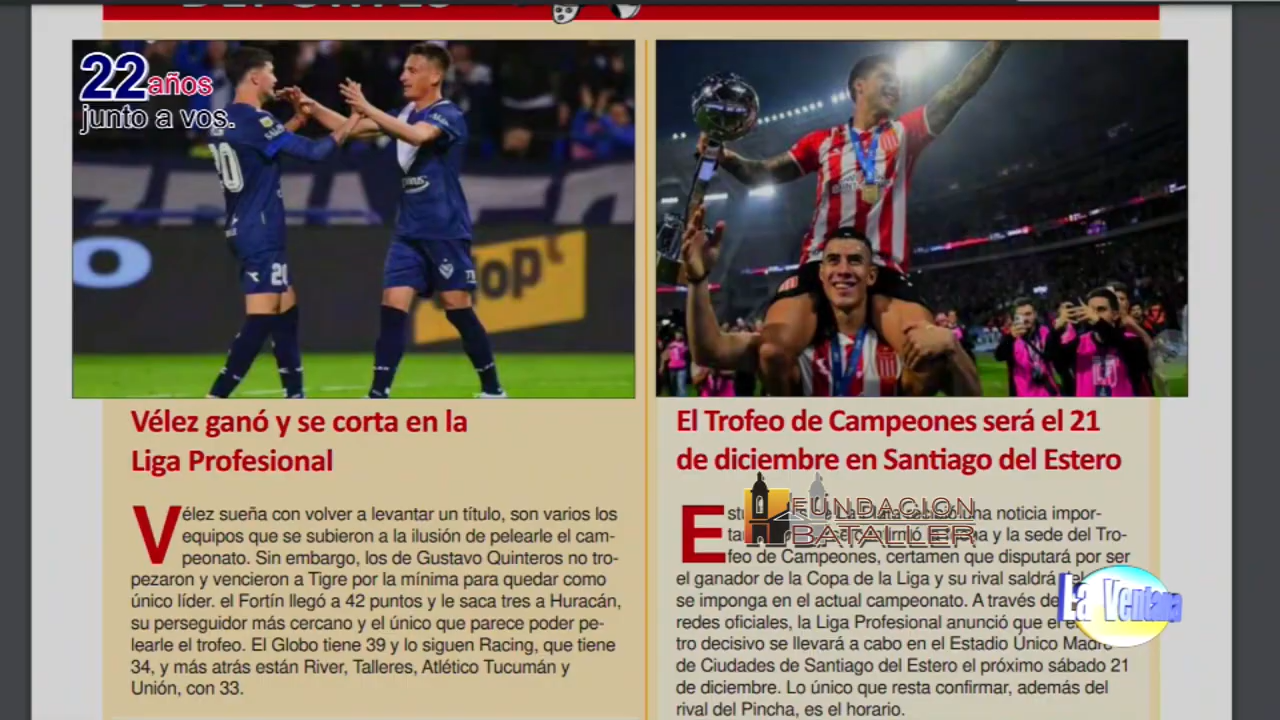 22 años
junto a vos.
20
20
Vélez ganó y se corta en la
Liga Profesional
Vélez sueña con volver a levantar un título, son varios los
equipos que se subieron a la ilusión de pelearle el cam-
peonato. Sin embargo, los de Gustavo Quinteros no tro-
pezaron y vencieron a Tigre por la mínima para quedar como
único líder. el Fortín llegó a 42 puntos y le saca tres a Huracán,
su perseguidor más cercano y el único que parece poder pe-
learle el trofeo. El Globo tiene 39 y lo siguen Racing, que tiene
34, y más atrás están River, Talleres, Atlético Tucumán y
Unión, con 33.
El Trofeo de Campeones será el 21
de diciembre en Santiago del Estero
FUNDACION
BATALLER
una noticia impor-
y la sede del Tro-
feo de Campeones, certamen que disputará por ser
el ganador de la Copa de la Liga y su rival saldrá
se imponga en el actual campeonato. A través de
redes oficiales, la Liga Profesional anunció que el
tro decisivo se llevará a cabo en el Estadio Único Madre
de Ciudades de Santiago del Estero el próximo sábado 21
de diciembre. Lo único que resta confirmar, además del
rival del Pincha, es el horario.
La Ventana